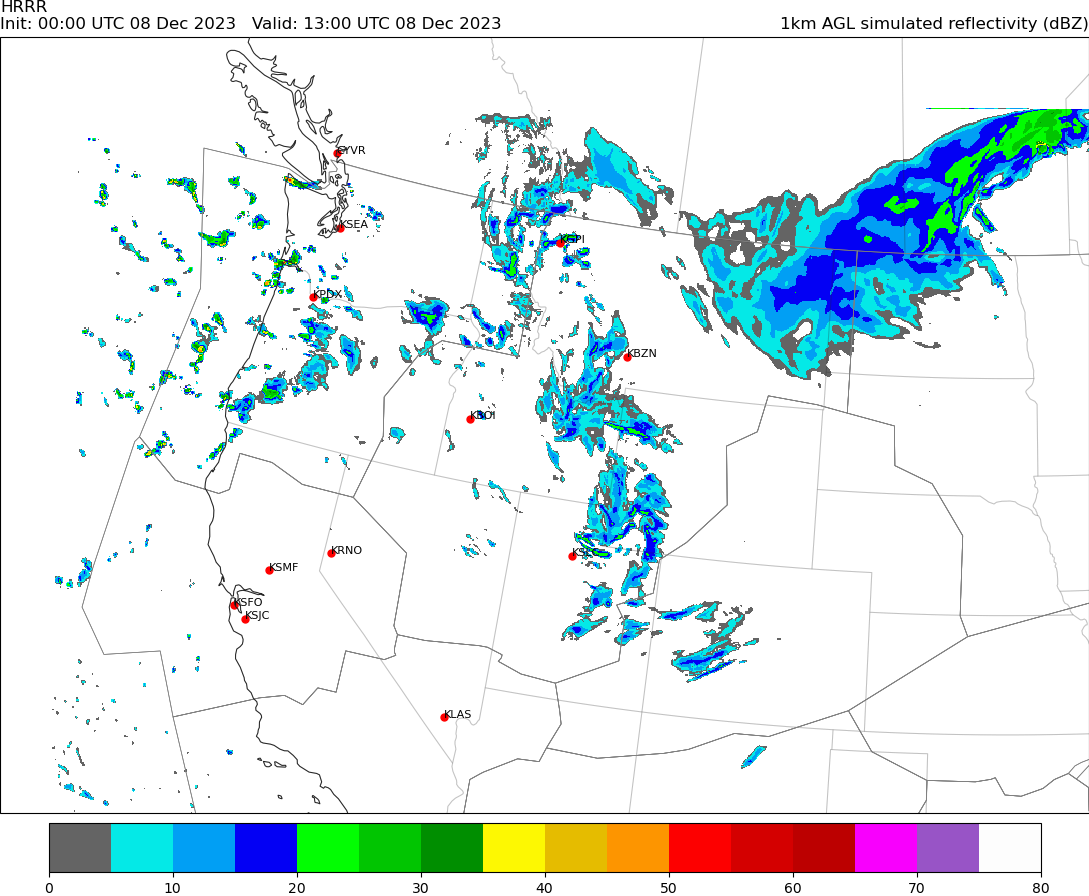 HRRR
Init: 00:00 UTC 08 Dec 2023   Valid: 13:00 UTC 08 Dec 2023
1km AGL simulated reflectivity (dBZ)
CYVR
KSEA
KGPI
KPDX
KBZN
KBOI
KRNO
KSLC
KSMF
KSFO
KSJC
KLAS
0 10 20 30 40 50 60 70 80